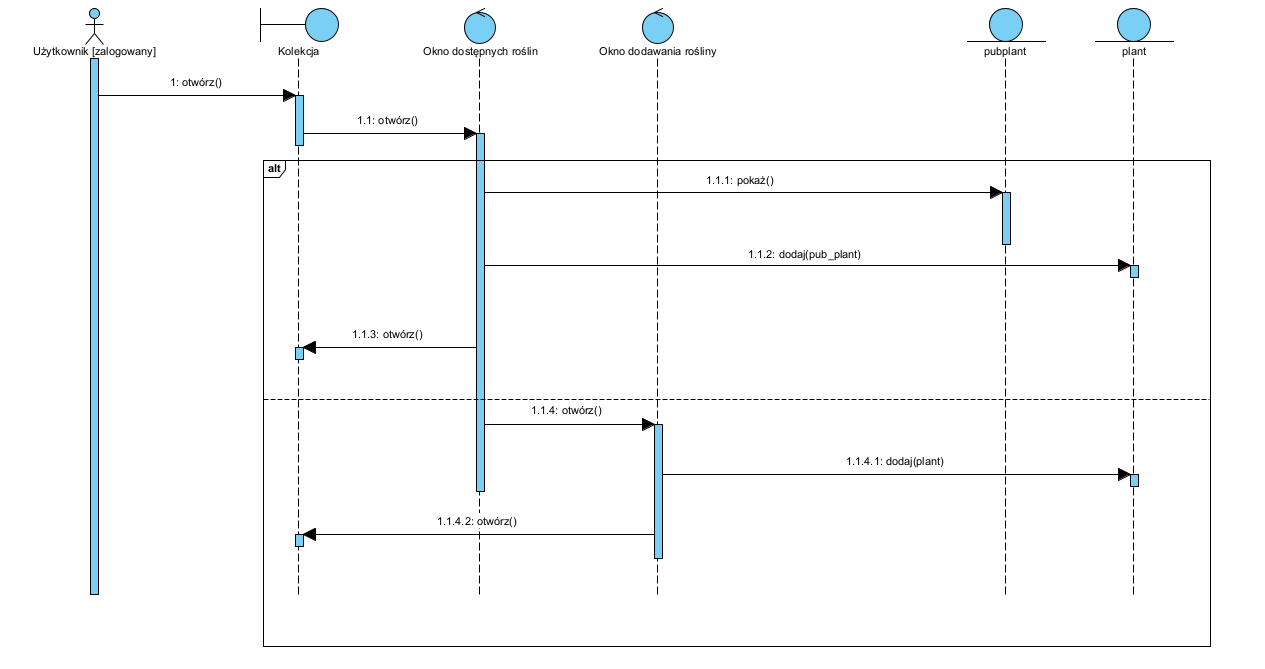 Użytkownik [zalogowany]
Kolekcja
Okno dostępnych roślin
Okno dodawania rośliny
pubplant
plant
1: otwórz()
1.1: otwórz()
alt
1.1.1: pokaż()
1.1.2: dodaj(pub_plant)
1.1.3: otwórz()
1.1.4: otwórz()
1.1.4.1: dodaj(plant)
1.1.4.2: otwórz()